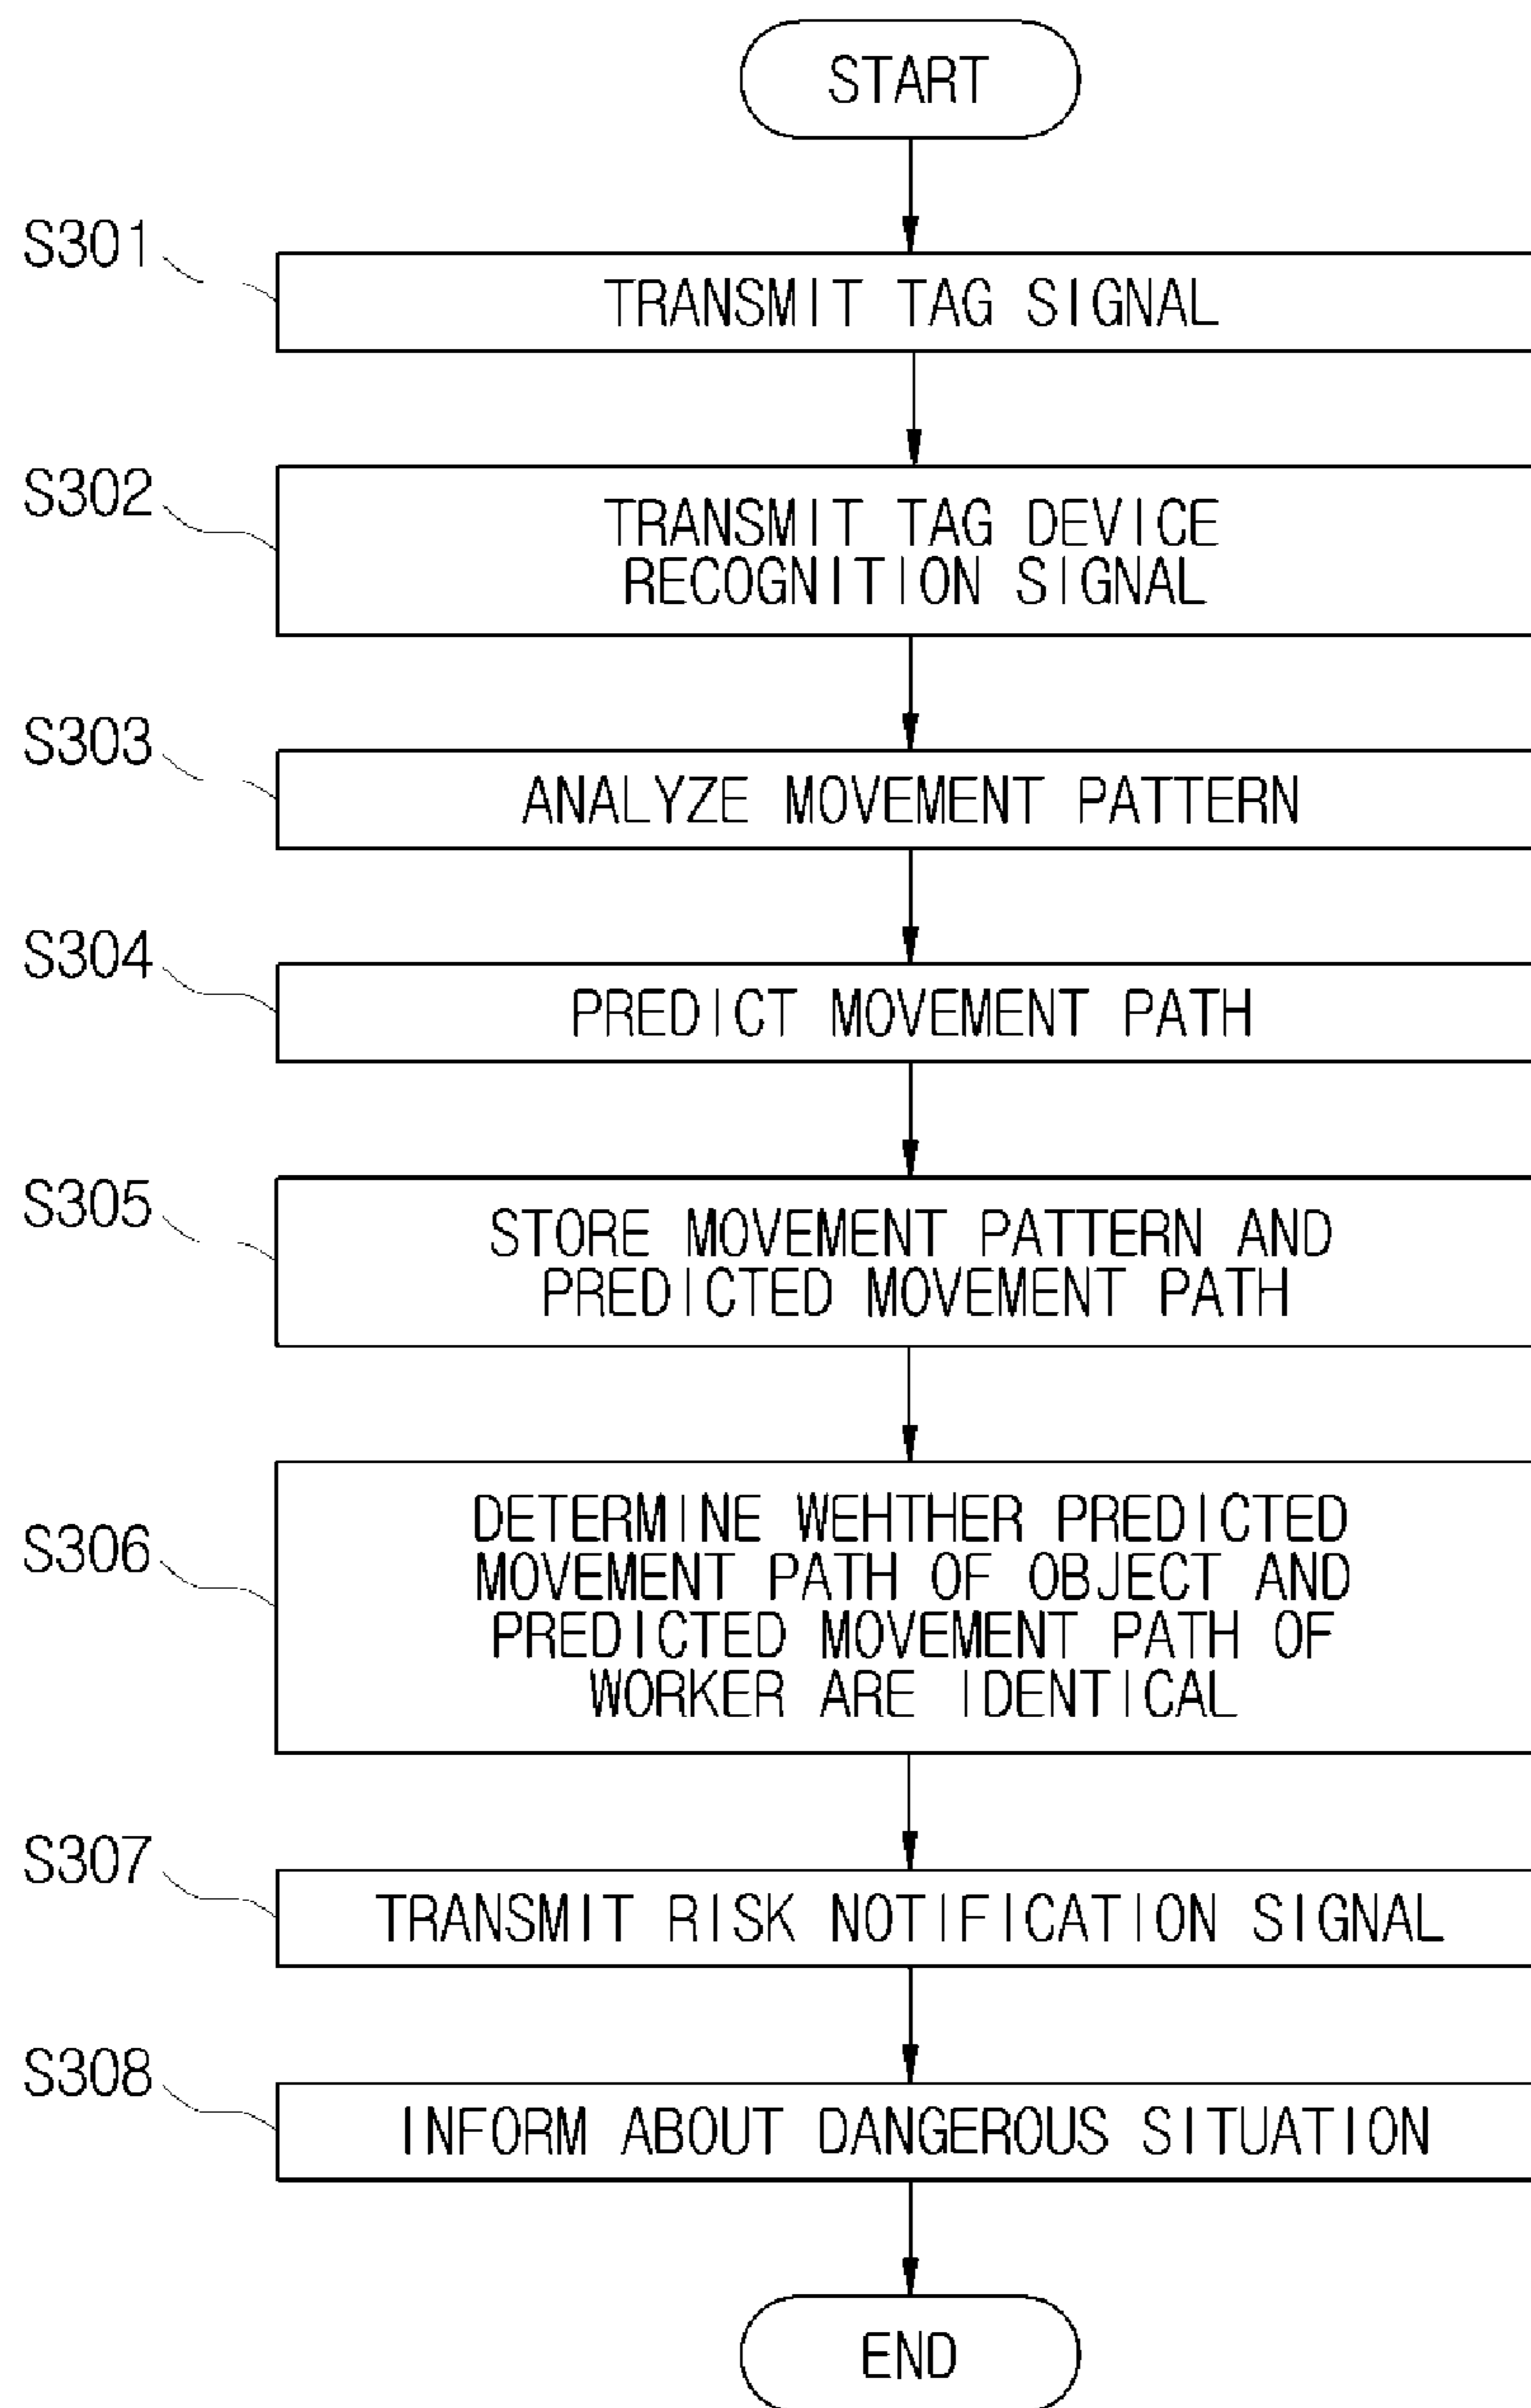 START
S301
TRANSMIT TAG SIGNAL
S302
TRANSMIT TAG DEVICE
RECOGNITION SIGNAL
S303
ANALYZE MOVEMENT PATTERN
S304
PREDICT MOVEMENT PATH
S305
STORE MOVEMENT PATTERN AND
PREDICTED MOVEMENT PATH
S306
DETERMINE WEHTHER PREDICTED
MOVEMENT PATH OF OBJECT AND
PREDICTED MOVEMENT PATH OF
WORKER ARE IDENTICAL
S307
TRANSMIT RISK NOTIFICATION SIGNAL
S308
INFORM ABOUT DANGEROUS SITUATION
END